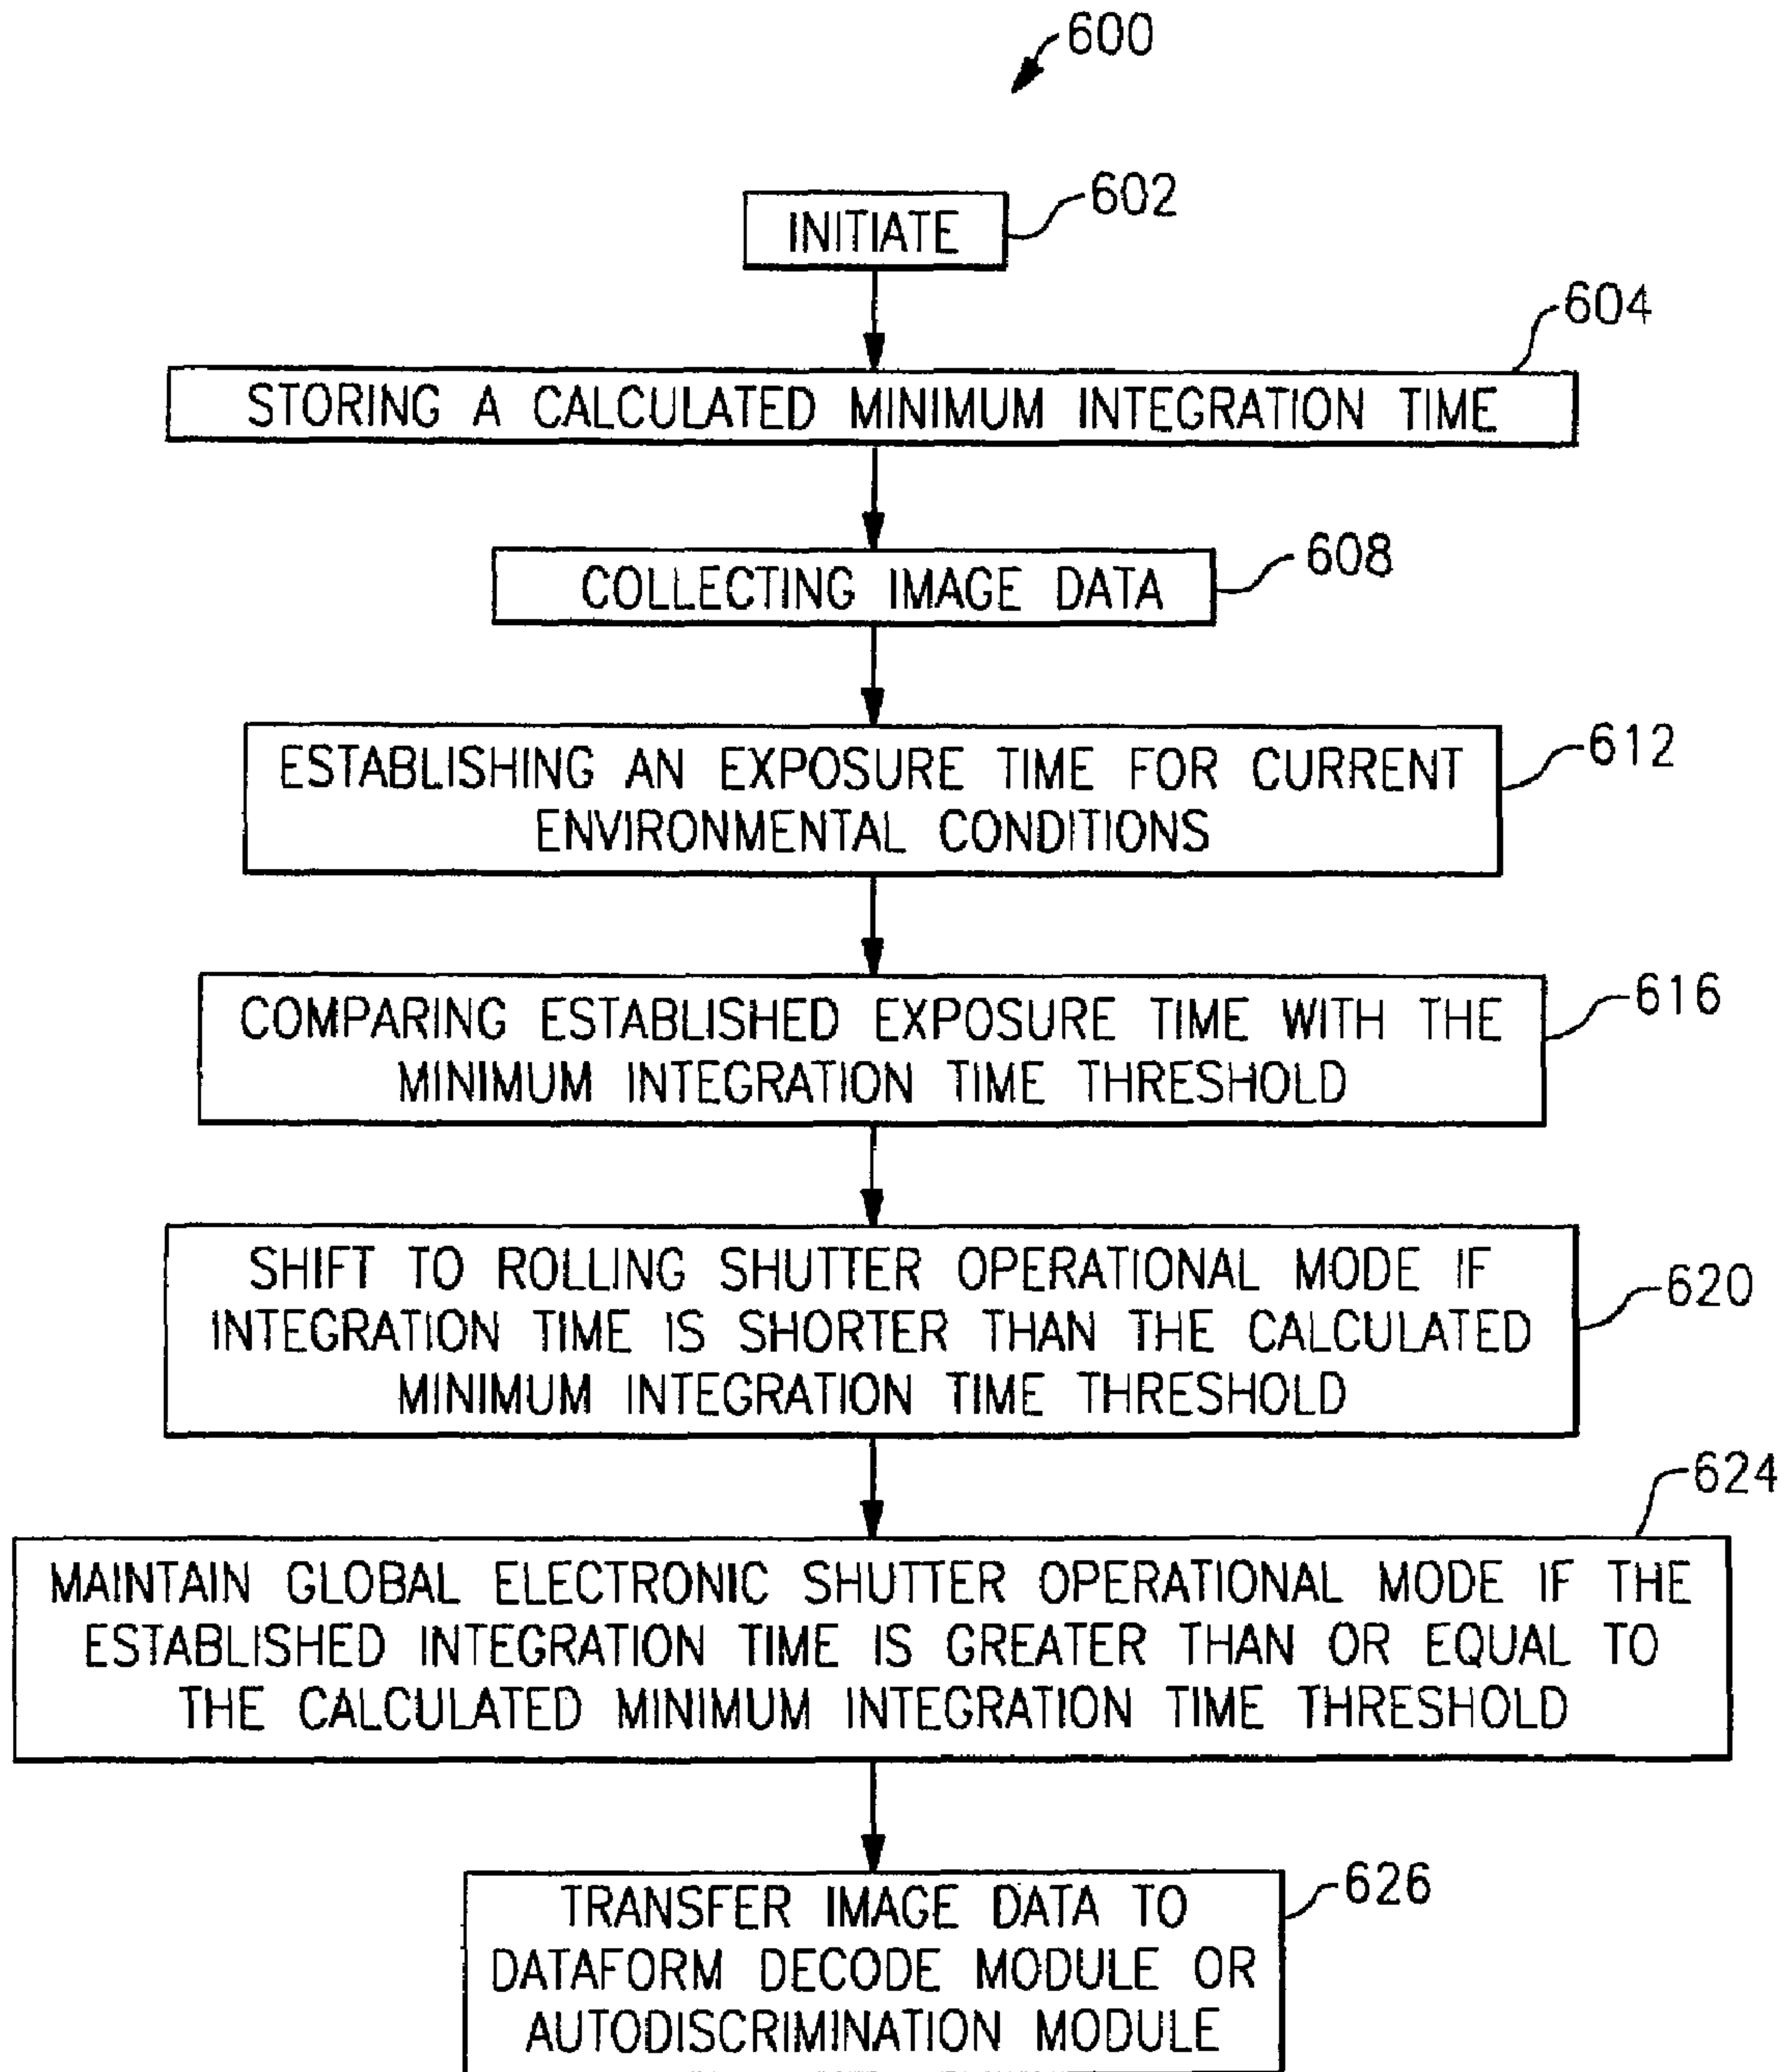 600
INITIATE
602
604
STORING A CALCULATED MINIMUM INTEGRATION TIME
COLLECTING IMAGE DATA
608
ESTABLISHING AN EXPOSURE TIME FOR CURRENT
ENVIRONMENTAL CONDITIONS
612
COMPARING ESTABLISHED EXPOSURE TIME WITH THE
MINIMUM INTEGRATION TIME THRESHOLD
616
SHIFT TO ROLLING SHUTTER OPERATIONAL MODE IF
INTEGRATION TIME IS SHORTER THAN THE CALCULATED
MINIMUM INTEGRATION TIME THRESHOLD
620
624
MAINTAIN GLOBAL ELECTRONIC SHUTTER OPERATIONAL MODE IF THE
ESTABLISHED INTEGRATION TIME IS GREATER THAN OR EQUAL TO
THE CALCULATED MINIMUM INTEGRATION TIME THRESHOLD
TRANSFER IMAGE DATA TO
DATAFORM DECODE MODULE OR
AUTODISCRIMINATION MODULE
626